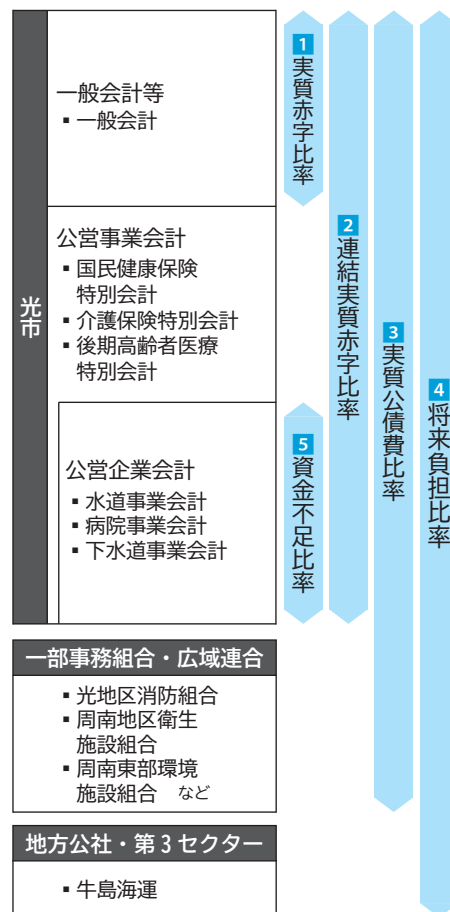 光市
一般会計等
▪ 一般会計
公営事業会計
▪ 国民健康保険
特別会計
▪ 介護保険特別会計
▪ 後期高齢者医療
特別会計
公営企業会計
▪ 水道事業会計
▪ 病院事業会計
▪ 下水道事業会計
1 実質赤字比率
2 連結実質赤字比率
3 実質公債費比率
4 将来負担比率
5 資金不足比率
一部事務組合・広域連合
▪ 光地区消防組合
▪ 周南地区衛生
施設組合
▪ 周南東部環境
施設組合 など
地方公社・第3セクター
▪ 牛島海運